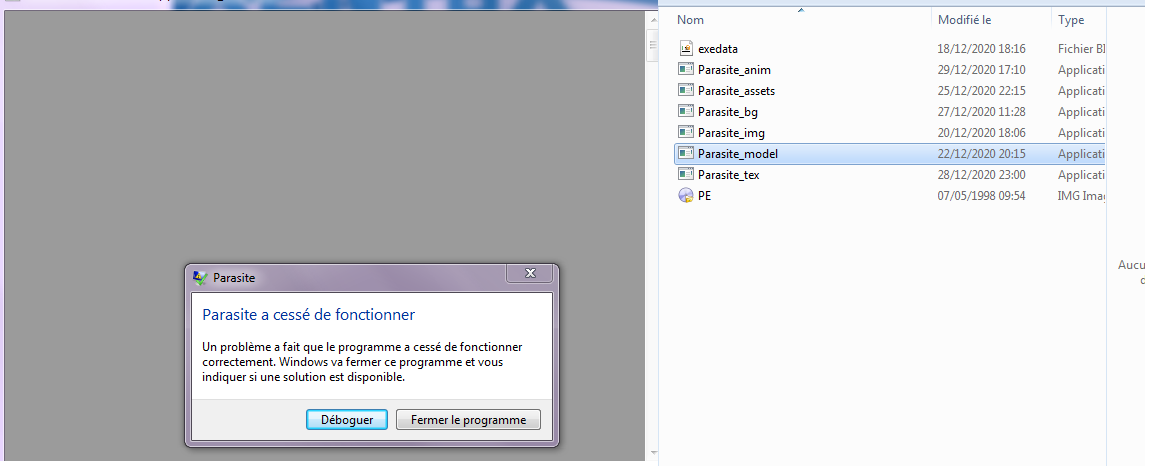 Nom Modifié le Type
exedata 18/12/2020 18:16 Fichier
Parasite_anim 29/12/2020 17:10 Applicati
Parasite_assets 25/12/2020 22:15 Applicati
Parasite_bg 27/12/2020 11:28 Applicati
Parasite_img 20/12/2020 18:06 Applicati
Parasite_model 22/12/2020 20:15 Applicati
Parasite_tex 28/12/2020 23:00 Applicati
PE 07/05/1998 09:54 IMG Imag
Aucu
Parasite
Parasite a cessé de fonctionner
Un problème a fait que le programme a cessé de fonctionner
correctement. Windows va fermer ce programme et vous
indiquer si une solution est disponible.
Déboguer Fermer le programme